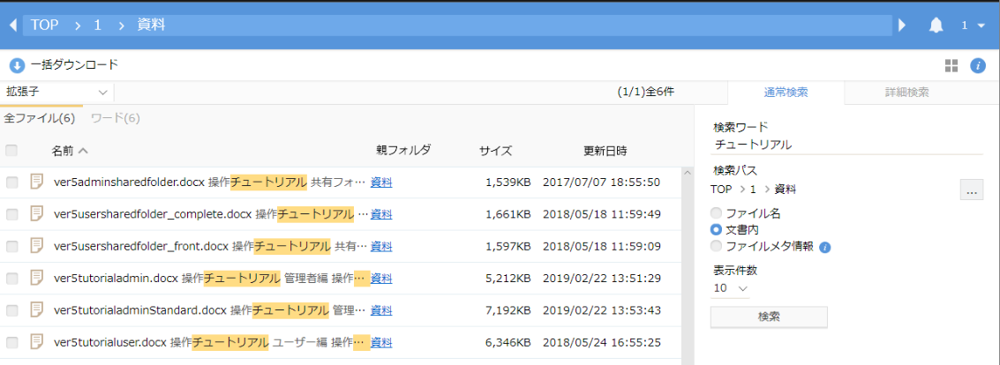 TOP > 1 > 資料
1
一括ダウンロード
拡張子
(1/1)全6件
通常検索
詳細検索
全ファイル(6) ワード(6)
名前 親フォルダ サイズ 更新日時
ver5adminsharedfolder.docx 操作チュートリアル 共有フォ… 資料 1,539KB 2017/07/07 18:55:50
ver5usersharedfolder_complete.docx 操作チュートリアル … 資料 1,661KB 2018/05/18 11:59:49
ver5usersharedfolder_front.docx 操作チュートリアル 共有… 資料 1,597KB 2018/05/18 11:59:09
ver5tutorialadmin.docx 操作チュートリアル 管理者編 操作… 資料 5,212KB 2019/02/22 13:51:29
ver5tutorialadminStandard.docx 操作チュートリアル 管理… 資料 7,192KB 2019/02/22 13:53:43
ver5tutorialuser.docx 操作チュートリアル ユーザー編 操作… 資料 6,346KB 2018/05/24 16:55:25
検索ワード
チュートリアル
検索パス
TOP > 1 > 資料
...
ファイル名
文書内
ファイルメタ情報 i
表示件数
10
検索